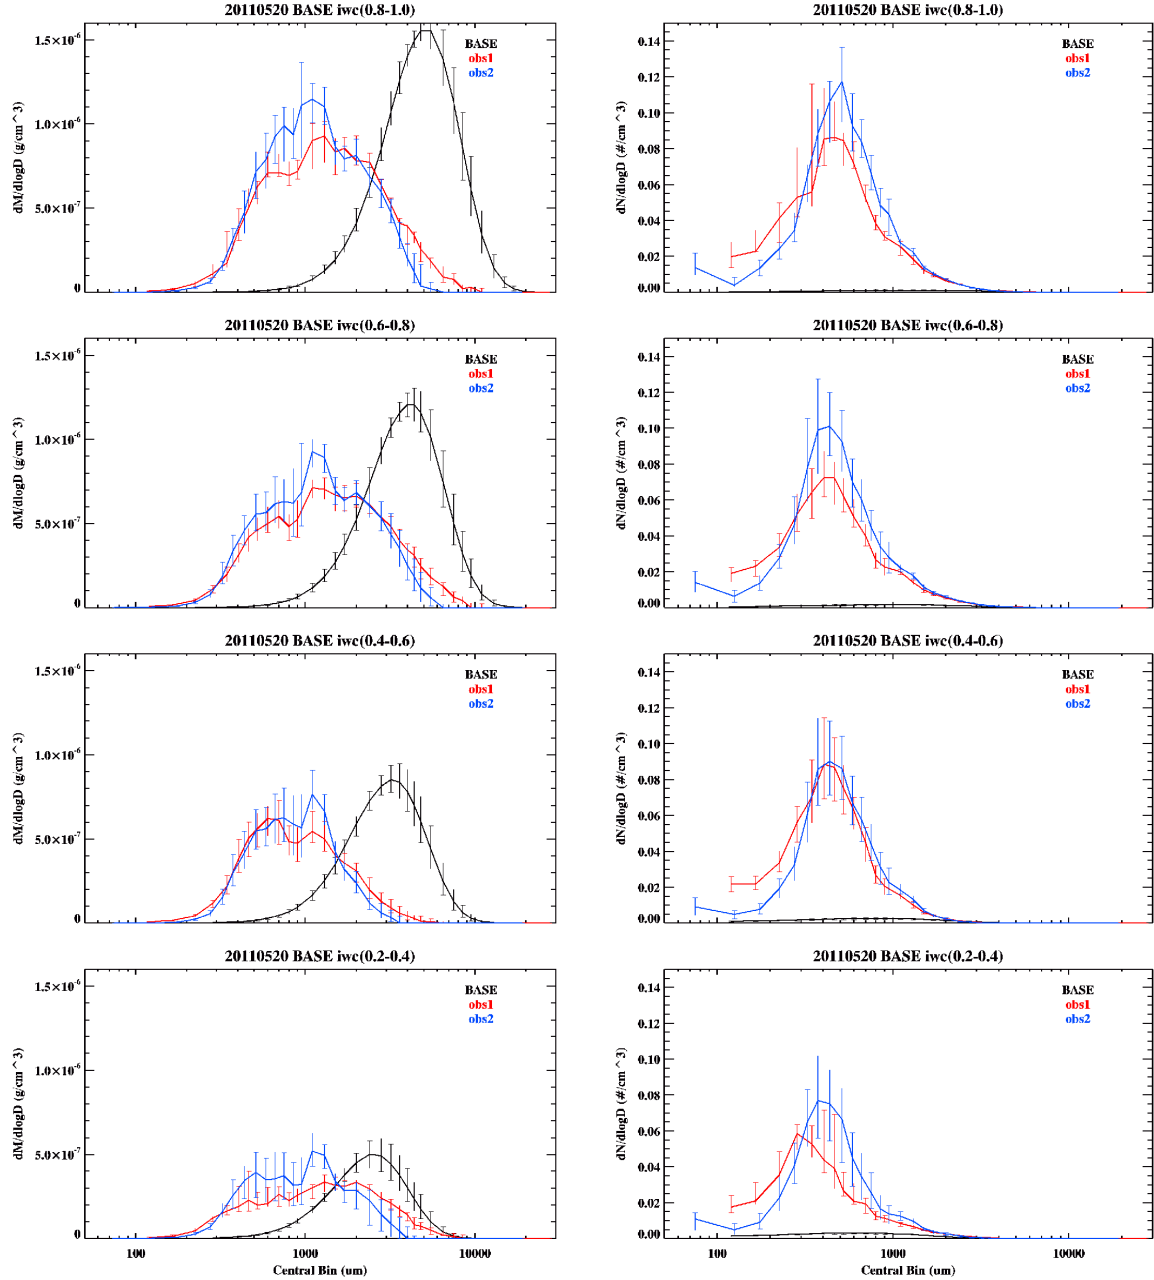 20110520 BASE iwc(0.8-1.0)
1.5×10^-6
1.0×10^-6
5.0×10^-7
0
dM/dlogD (g/cm^3)
BASE
obs1
obs2
20110520 BASE iwc(0.8-1.0)
0.14
0.12
0.10
0.08
0.06
0.04
0.02
0.00
dN/dlogD (#/cm^3)
BASE
obs1
obs2
20110520 BASE iwc(0.6-0.8)
1.5×10^-6
1.0×10^-6
5.0×10^-7
0
dM/dlogD (g/cm^3)
BASE
obs1
obs2
20110520 BASE iwc(0.6-0.8)
0.14
0.12
0.10
0.08
0.06
0.04
0.02
0.00
dN/dlogD (#/cm^3)
BASE
obs1
obs2
20110520 BASE iwc(0.4-0.6)
1.5×10^-6
1.0×10^-6
5.0×10^-7
0
dM/dlogD (g/cm^3)
BASE
obs1
obs2
20110520 BASE iwc(0.4-0.6)
0.14
0.12
0.10
0.08
0.06
0.04
0.02
0.00
dN/dlogD (#/cm^3)
BASE
obs1
obs2
20110520 BASE iwc(0.2-0.4)
1.5×10^-6
1.0×10^-6
5.0×10^-7
0
dM/dlogD (g/cm^3)
BASE
obs1
obs2
100 1000 10000
Central Bin (um)
20110520 BASE iwc(0.2-0.4)
0.14
0.12
0.10
0.08
0.06
0.04
0.02
0.00
dN/dlogD (#/cm^3)
BASE
obs1
obs2
100 1000 10000
Central Bin (um)